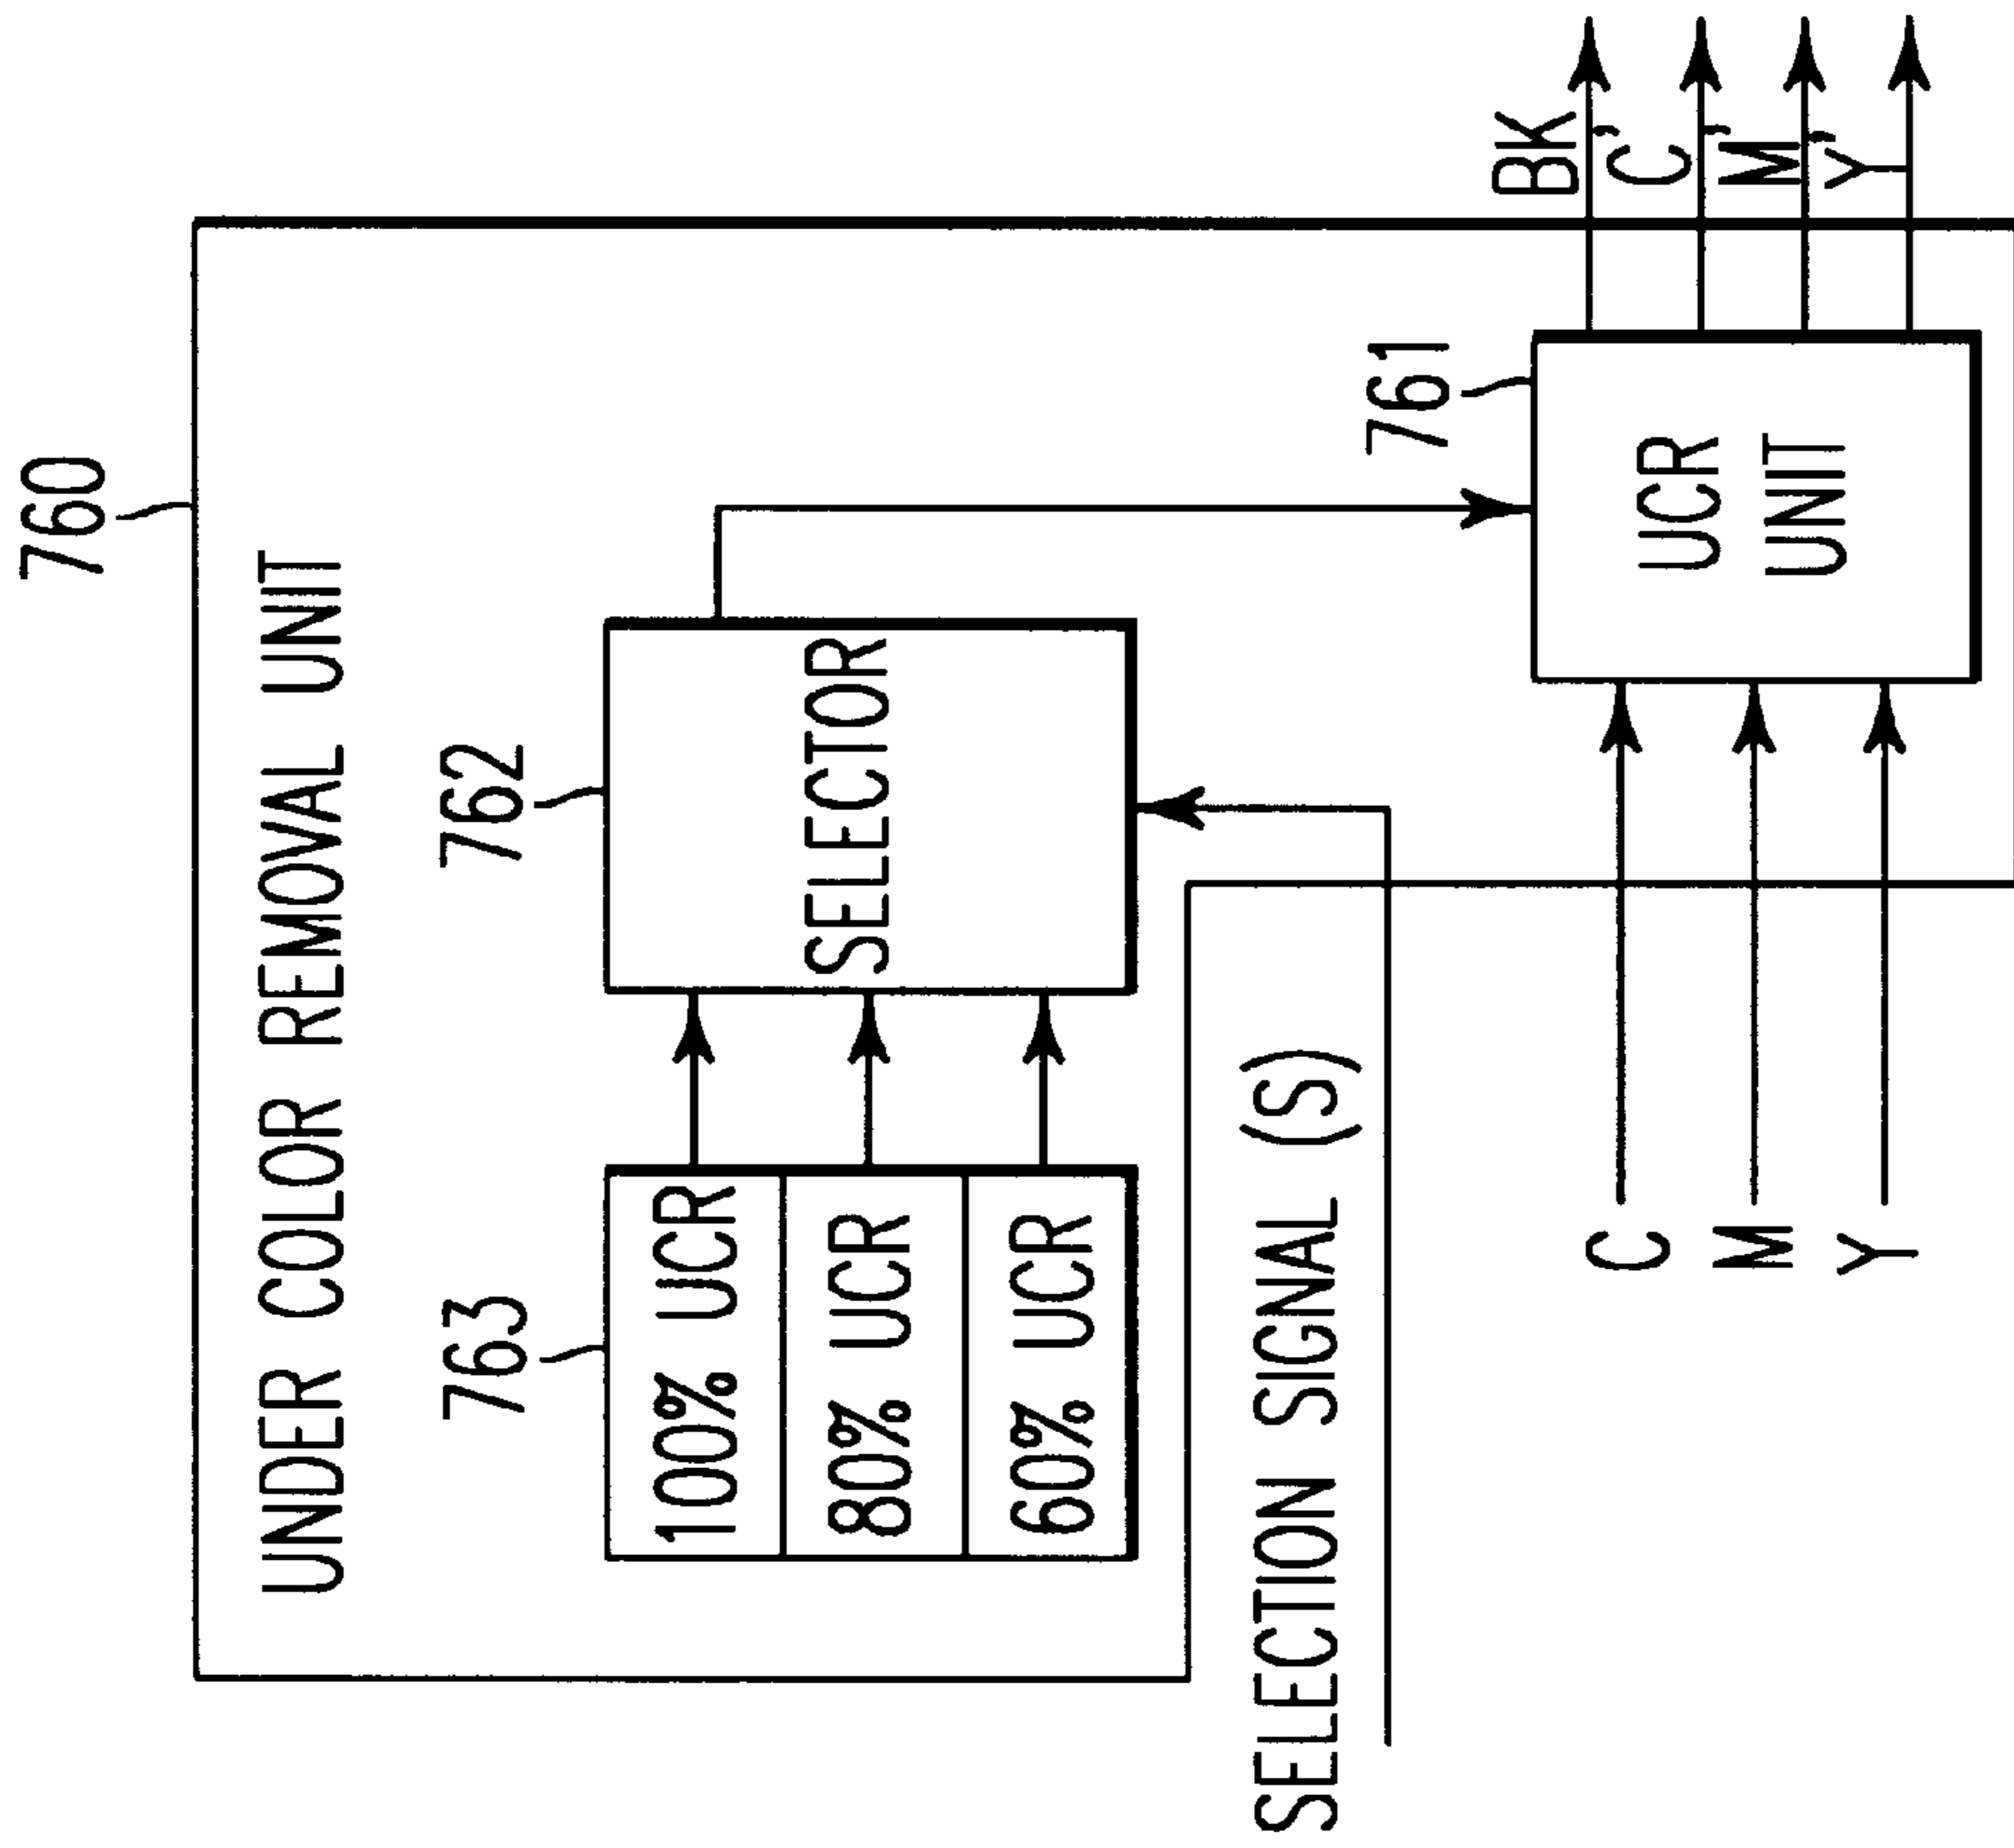 760
UNDER COLOR REMOVAL UNIT
763
762
100% UCR
80% UCR
60% UCR
SELECTOR
SELECTION SIGNAL (S)
761
UCR
UNIT
C
M
Y
BK
C'
M'
Y'